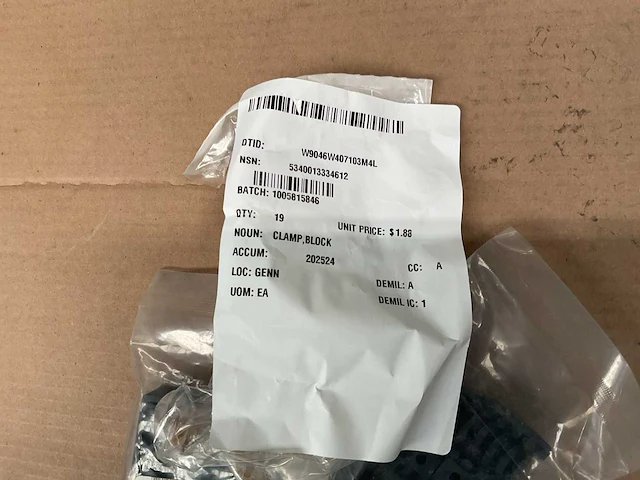 DTID: W9046W407103M4L
NSN: 5340013334612
BATCH: 1005815846
QTY: 19 UNIT PRICE: $1.88
NOUN: CLAMP,BLOCK
ACCUM: 202524 CC: A
LOC: GENN DEMIL: A
UOM: EA DEMIL IC: 1